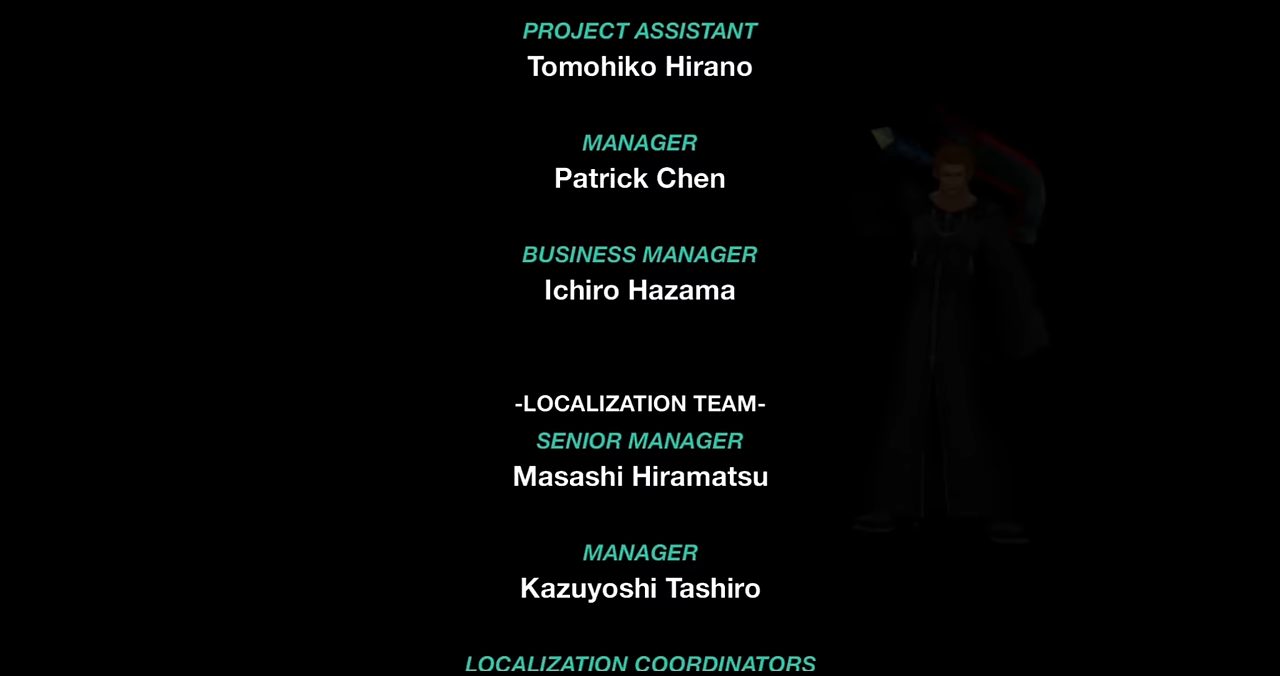 PROJECT ASSISTANT
Tomohiko Hirano
MANAGER
Patrick Chen
BUSINESS MANAGER
Ichiro Hazama
-LOCALIZATION TEAM-
SENIOR MANAGER
Masashi Hiramatsu
MANAGER
Kazuyoshi Tashiro
LOCALIZATION COORDINATORS